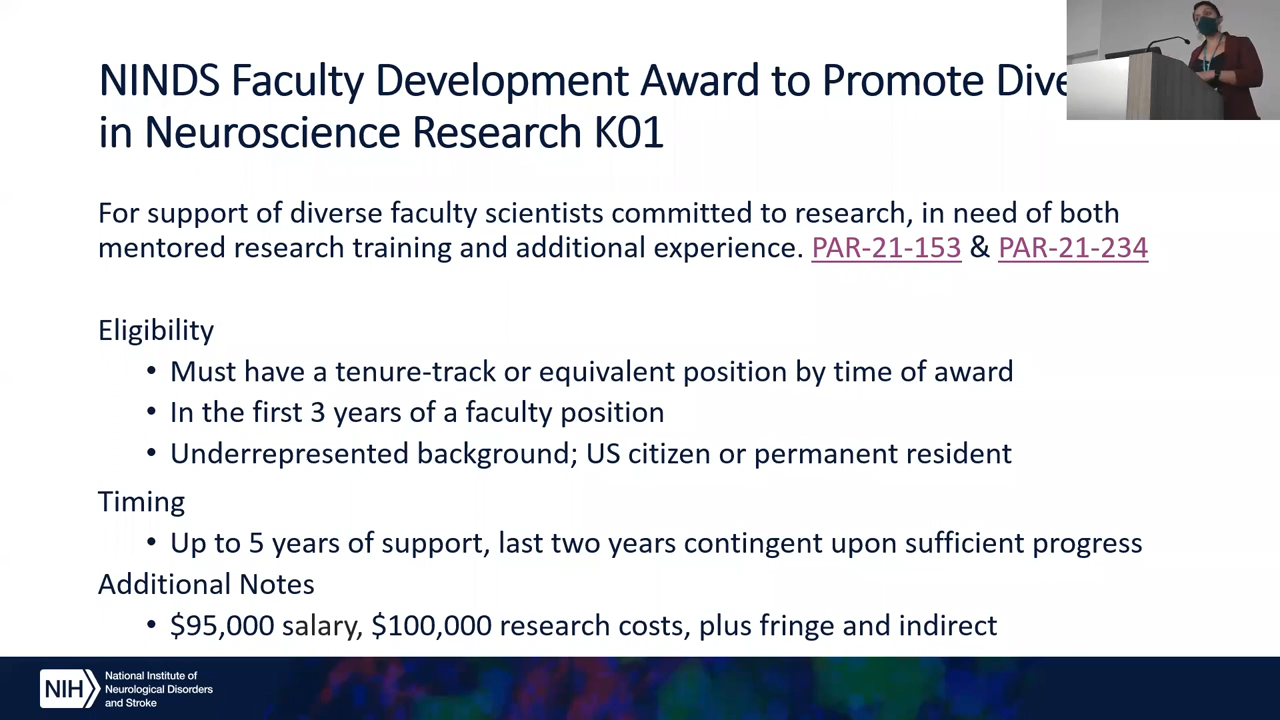 NINDS Faculty Development Award to Promote
in Neuroscience Research K01
For support of diverse faculty scientists committed to research, in need of both
mentored research training and additional experience. PAR-21-153 & PAR-21-234
Eligibility
• Must have a tenure-track or equivalent position by time of award
• In the first 3 years of a faculty position
• Underrepresented background; US citizen or permanent resident
Timing
• Up to 5 years of support, last two years contingent upon sufficient progress
Additional Notes
• $95,000 salary, $100,000 research costs, plus fringe and indirect
NIH
National Institute of
Neurological Disorders
and Stroke